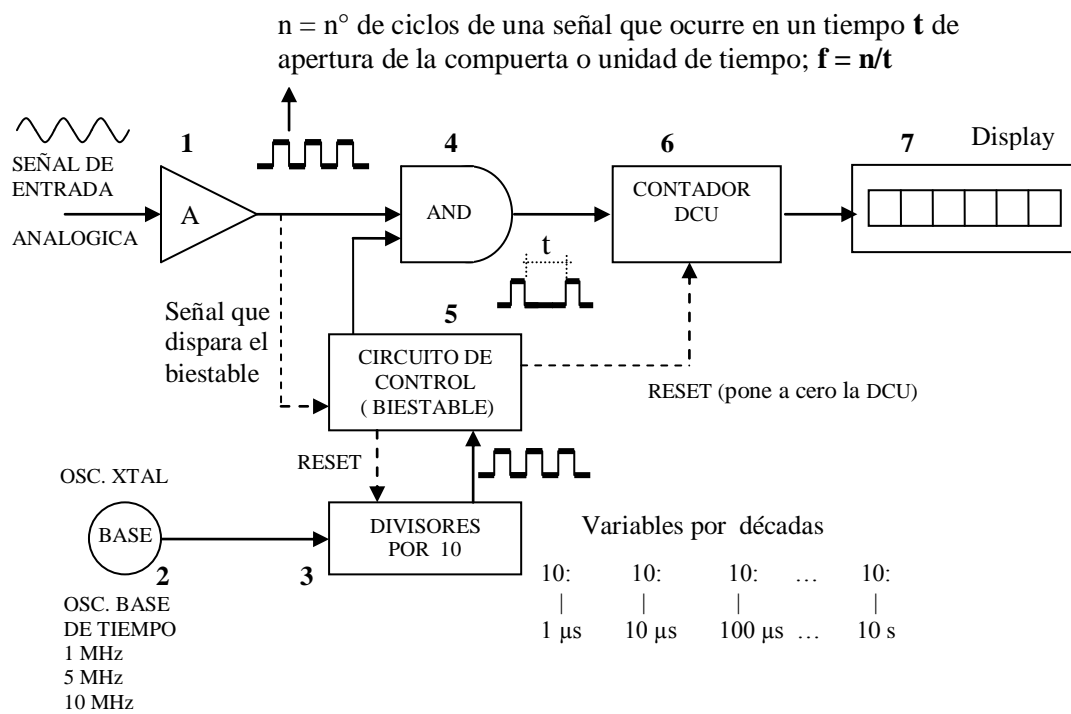 n = n° de ciclos de una señal que ocurre en un tiempo t de
apertura de la compuerta o unidad de tiempo; f = n/t
1
4
6
7
Display
SEÑAL DE
ENTRADA
ANALOGICA
A
AND
CONTADOR
DCU
t
Señal que
dispara el
biestable
5
CIRCUITO DE
CONTROL
( BIESTABLE)
RESET (pone a cero la DCU)
RESET
OSC. XTAL
BASE
2
3
DIVISORES
POR 10
Variables por décadas
10: 10: 10: … 10:
| | | |
1 µs 10 µs 100 µs … 10 s
OSC. BASE
DE TIEMPO
1 MHz
5 MHz
10 MHz